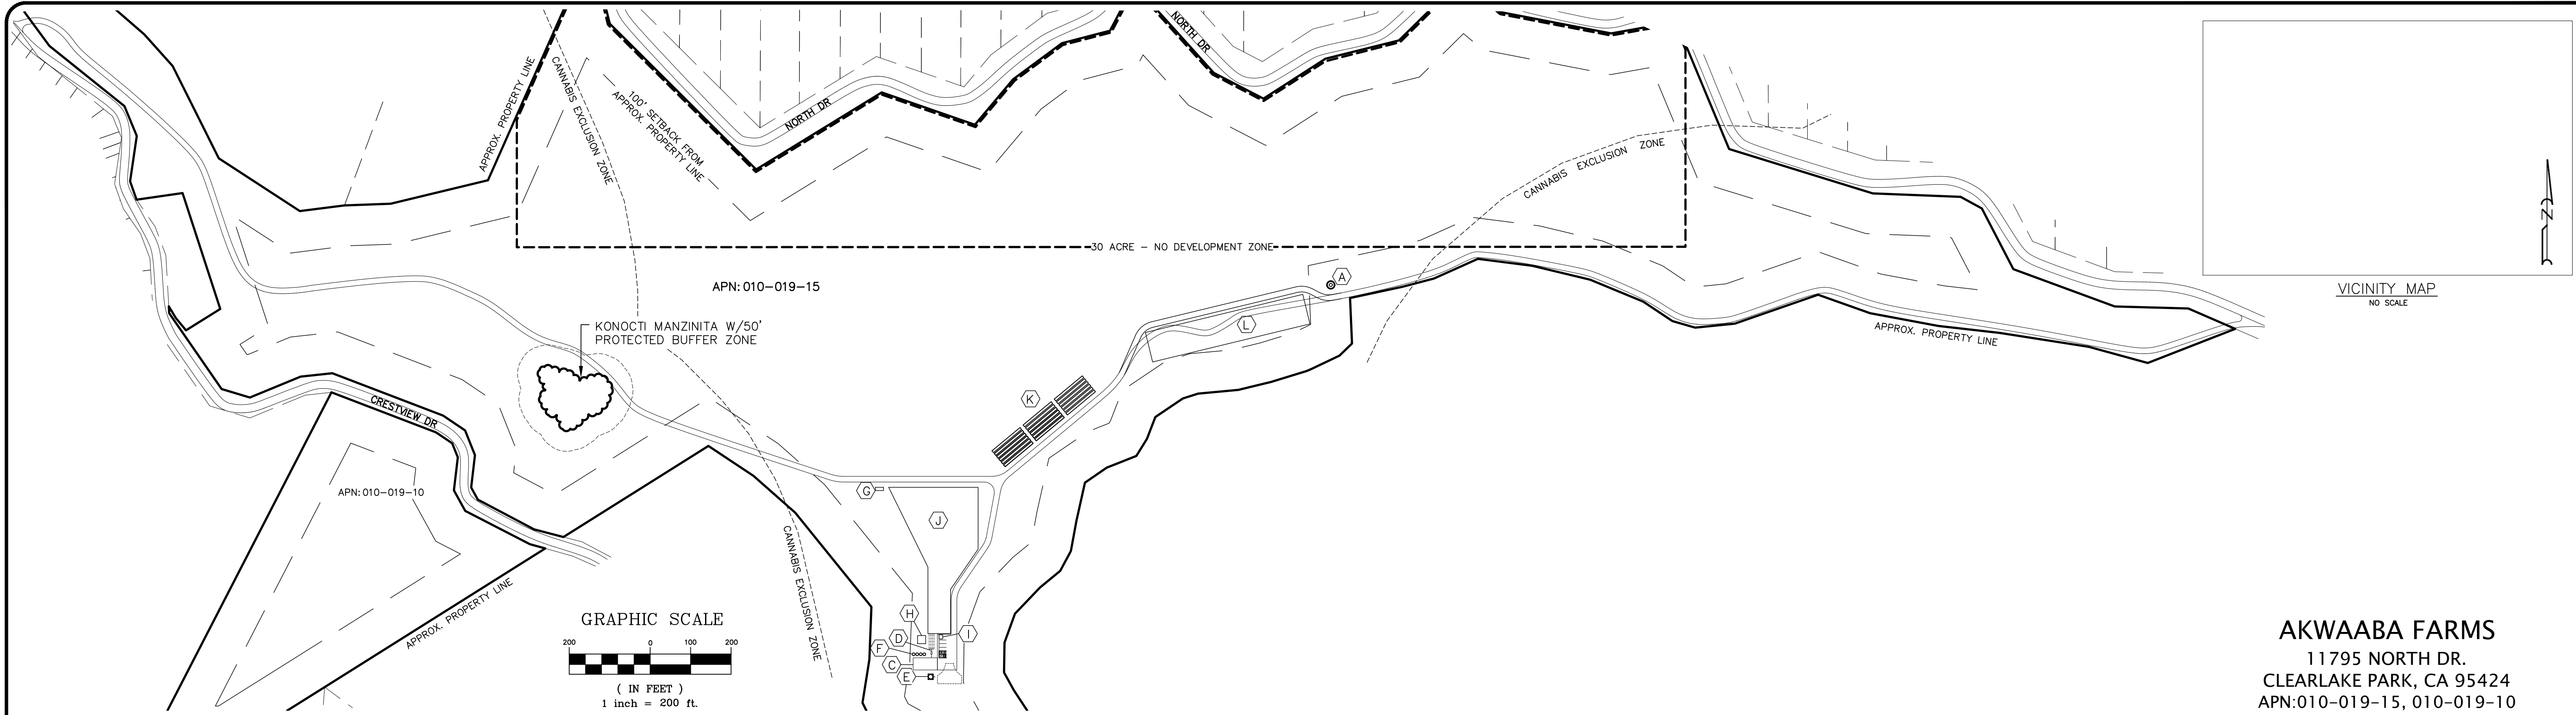 NORTH DR
APPROX. PROPERTY LINE
CANNABIS EXCLUSION ZONE
100' SETBACK FROM
APPROX. PROPERTY LINE
NORTH DR
CANNABIS EXCLUSION ZONE
30 ACRE - NO DEVELOPMENT ZONE
N
A
APN: 010-019-15
VICINITY MAP
NO SCALE
KONOCTI MANZINITA W/50'
PROTECTED BUFFER ZONE
L
APPROX. PROPERTY LINE
K
CRESTVIEW DR
APN: 010-019-10
G
J
CANNABIS EXCLUSION ZONE
APPROX. PROPERTY LINE
H
D
I
F
C
E
GRAPHIC SCALE
200 0 100 200
( IN FEET )
1 inch = 200 ft.
AKWAABA FARMS
11795 NORTH DR.
CLEARLAKE PARK, CA 95424
APN:010-019-15, 010-019-10